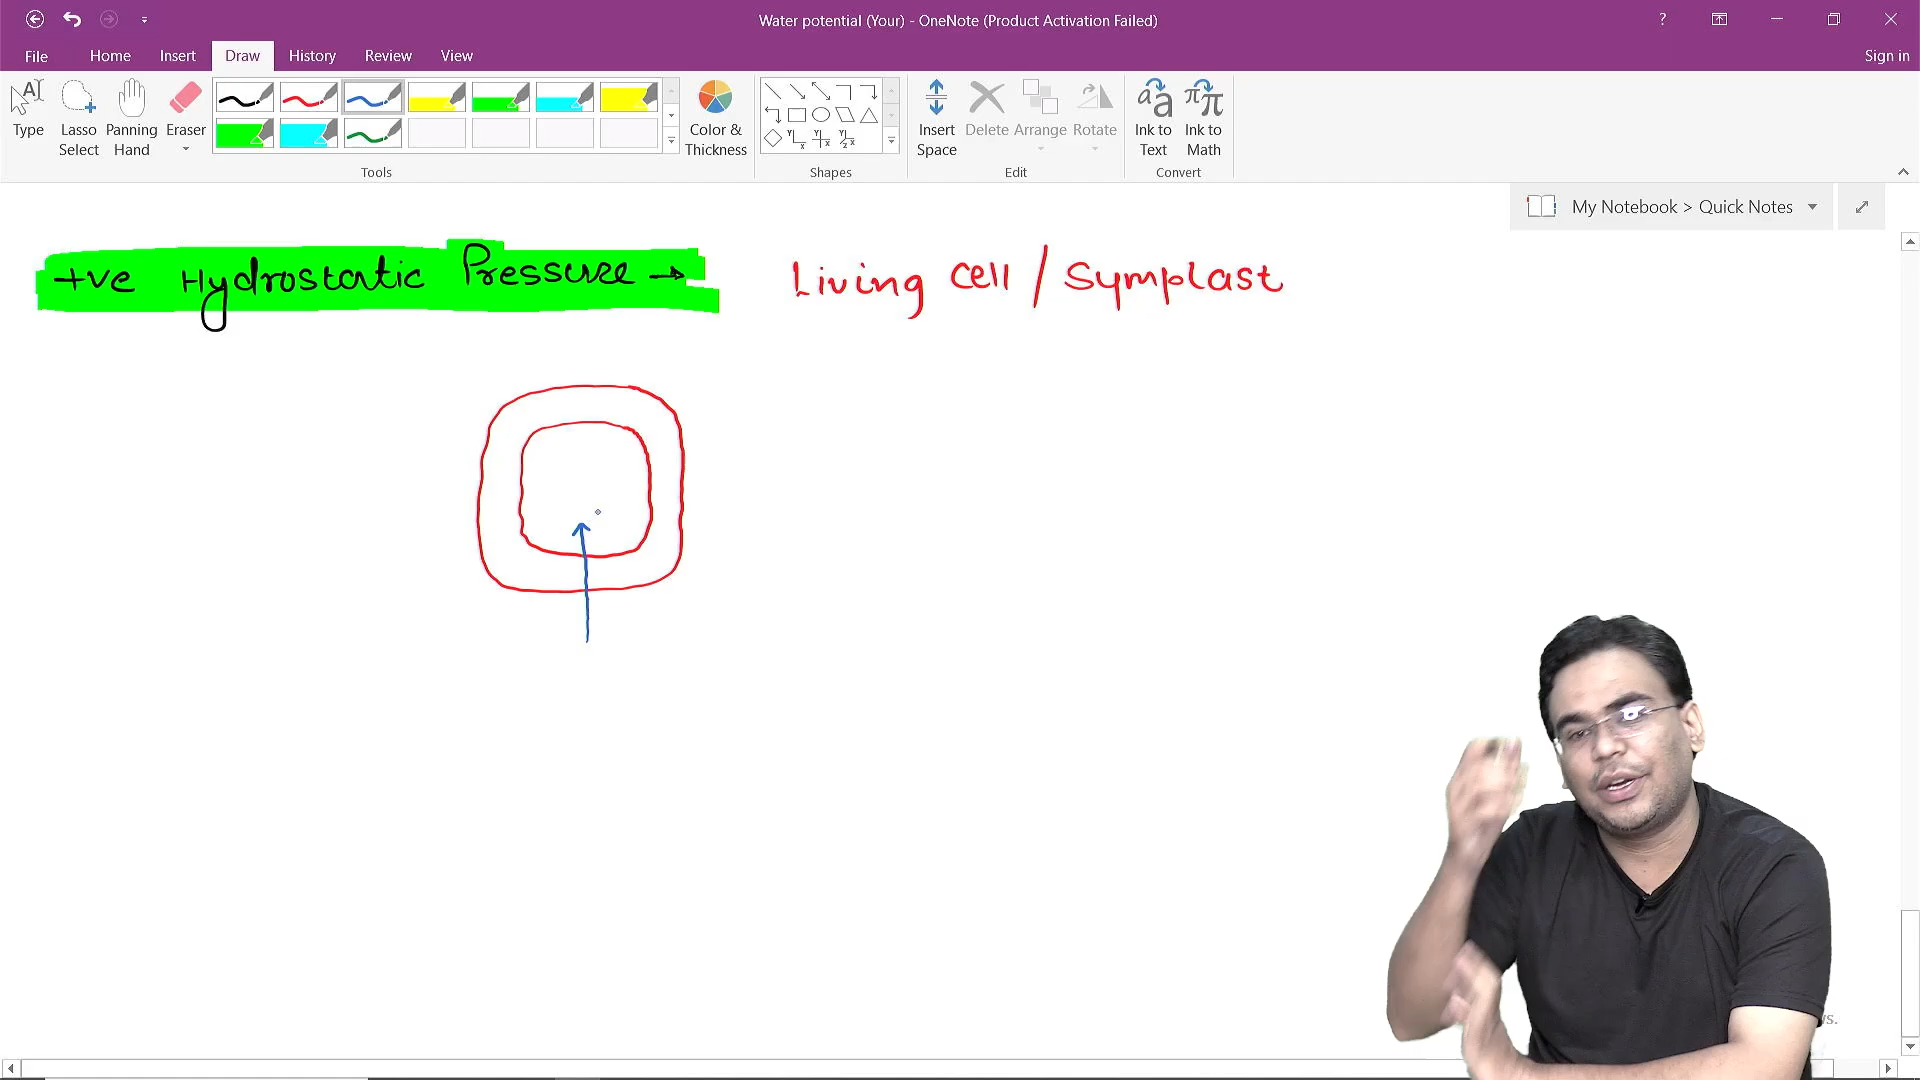 Water potential (Your) - OneNote (Product Activation Failed)
?
File Home Insert Draw History Review View
Sign in
Type
Lasso Select
Panning Hand
Eraser
Color & Thickness
Insert Space
Delete
Arrange
Rotate
Ink to Text
Ink to Math
Tools
Shapes
Edit
Convert
My Notebook > Quick Notes
+ve Hydrostatic Pressure → Living cell / Symplast